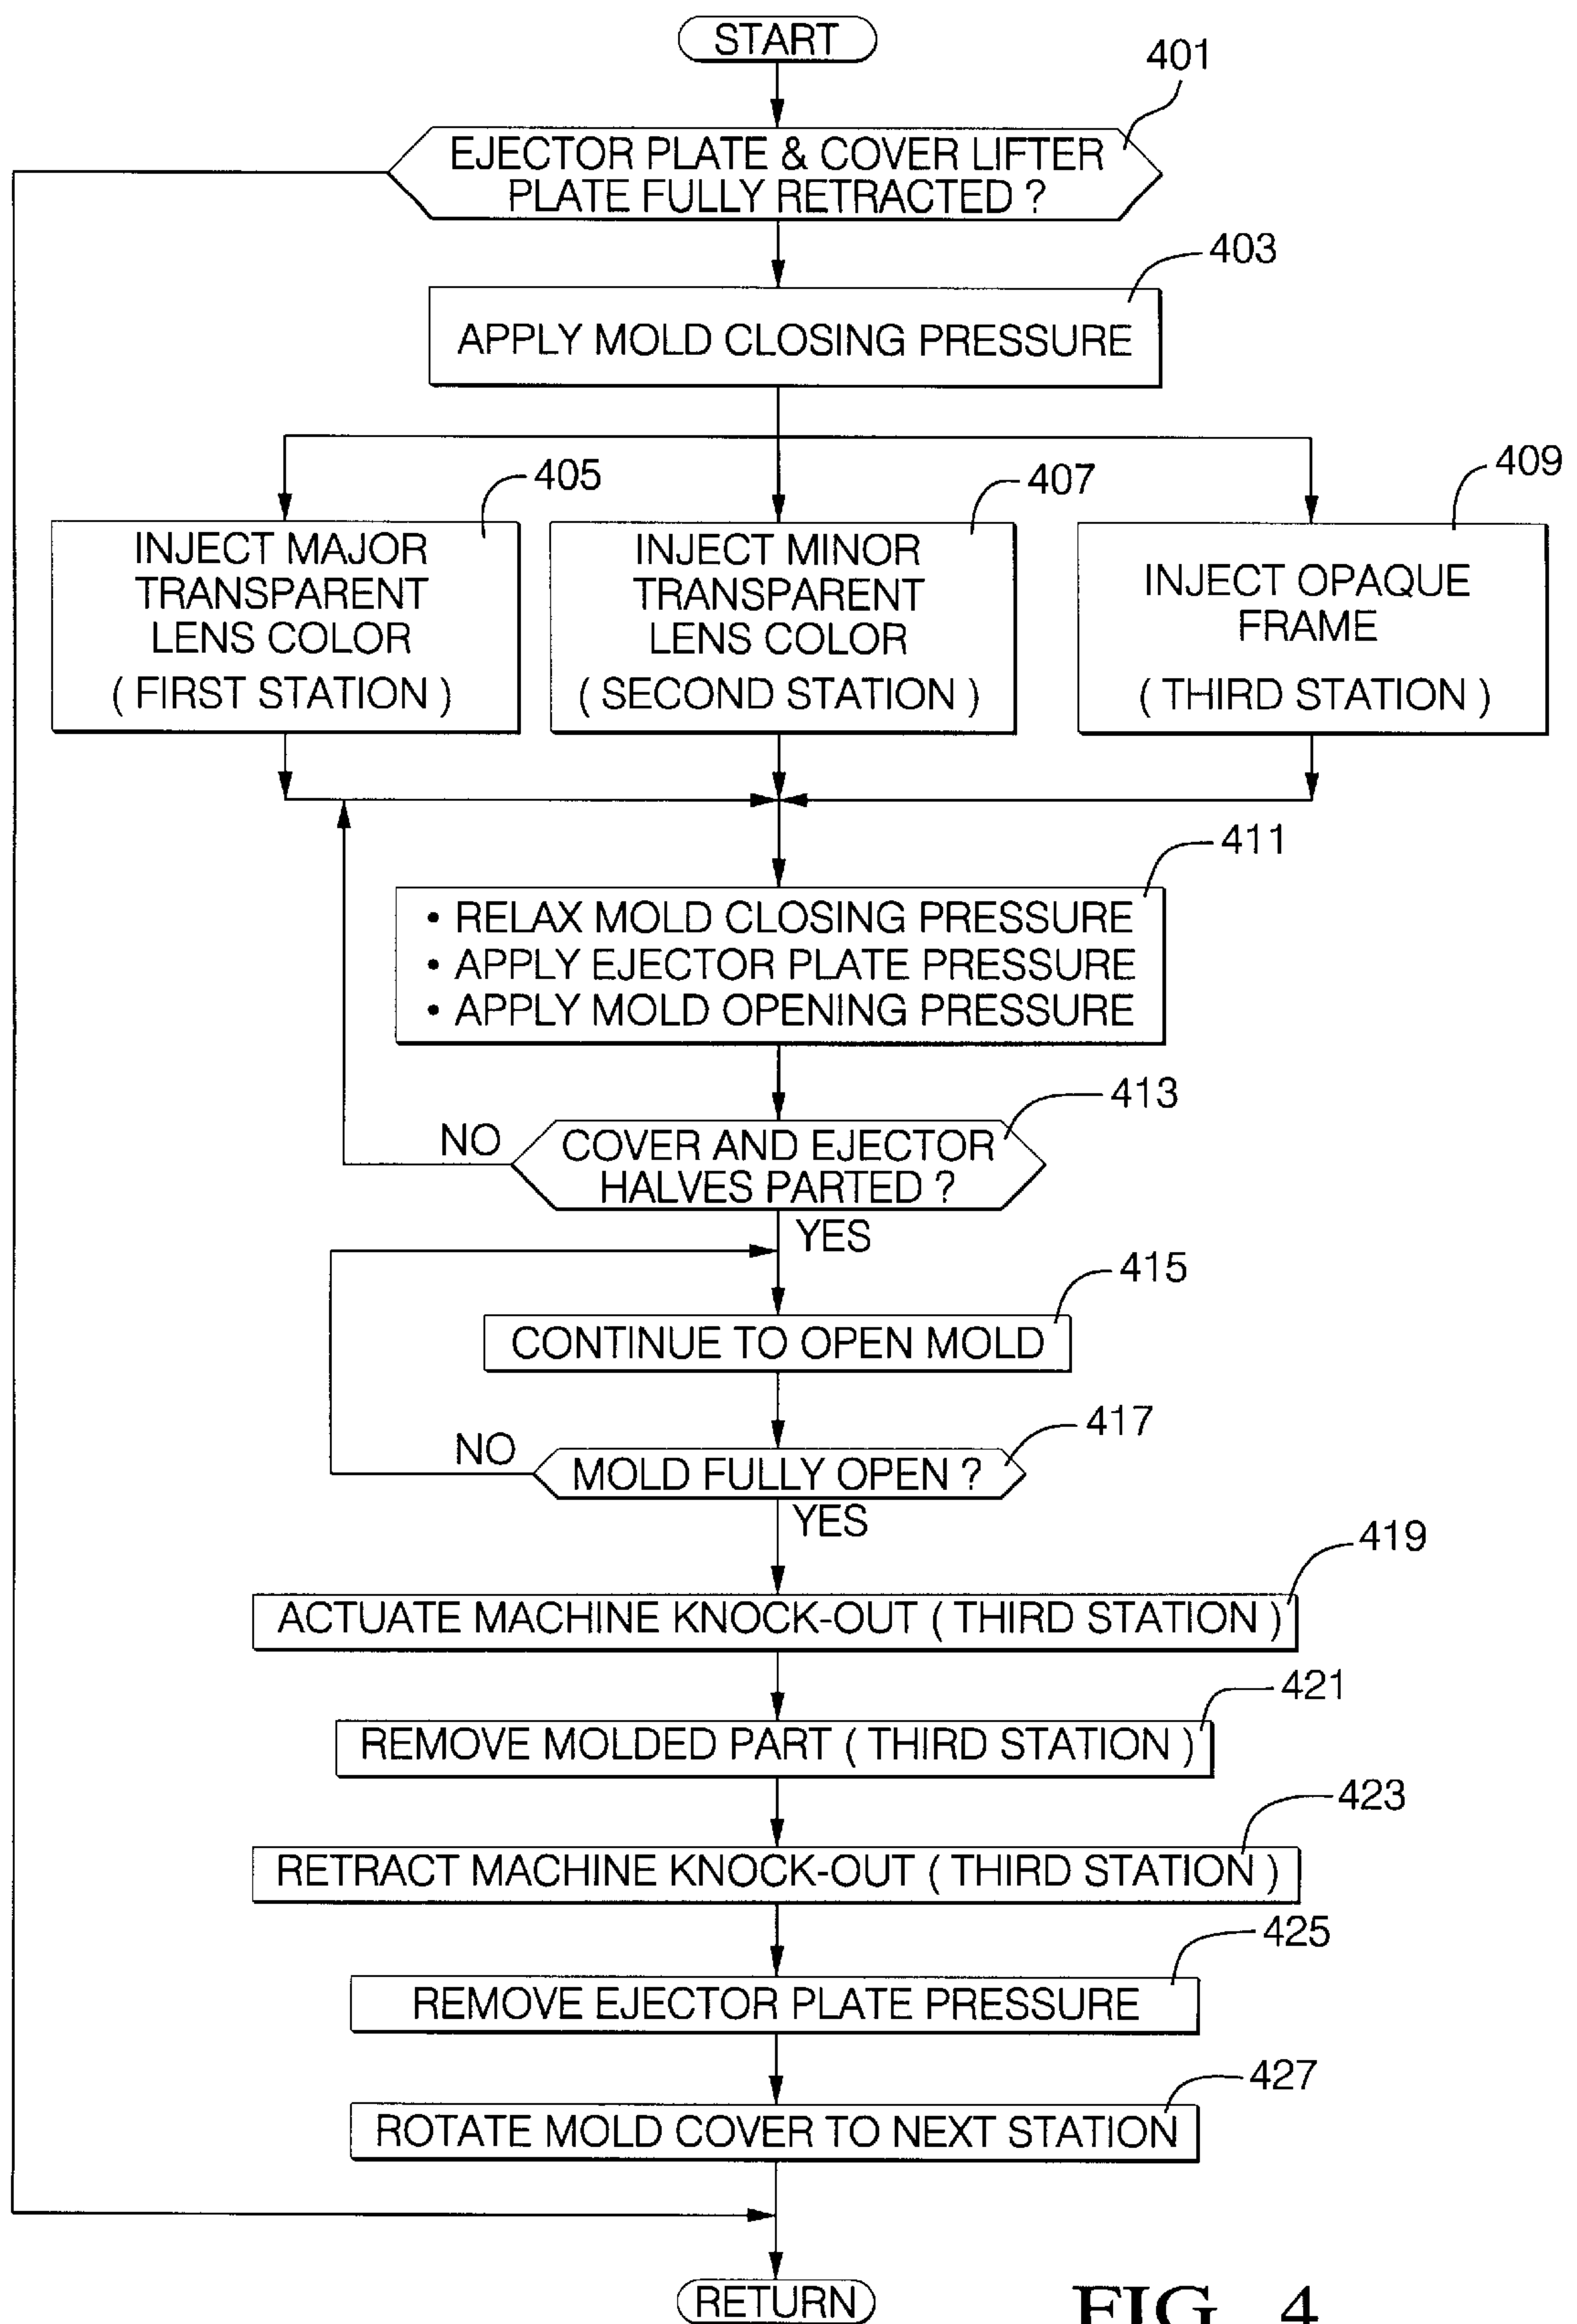 START
401
EJECTOR PLATE & COVER LIFTER
PLATE FULLY RETRACTED ?
403
APPLY MOLD CLOSING PRESSURE
405
INJECT MAJOR
TRANSPARENT
LENS COLOR
( FIRST STATION )
407
INJECT MINOR
TRANSPARENT
LENS COLOR
( SECOND STATION )
409
INJECT OPAQUE
FRAME
( THIRD STATION )
411
• RELAX MOLD CLOSING PRESSURE
• APPLY EJECTOR PLATE PRESSURE
• APPLY MOLD OPENING PRESSURE
413
NO
COVER AND EJECTOR
HALVES PARTED ?
YES
415
CONTINUE TO OPEN MOLD
417
NO
MOLD FULLY OPEN ?
YES
419
ACTUATE MACHINE KNOCK-OUT ( THIRD STATION )
421
REMOVE MOLDED PART ( THIRD STATION )
423
RETRACT MACHINE KNOCK-OUT ( THIRD STATION )
425
REMOVE EJECTOR PLATE PRESSURE
427
ROTATE MOLD COVER TO NEXT STATION
RETURN
FIG. 4